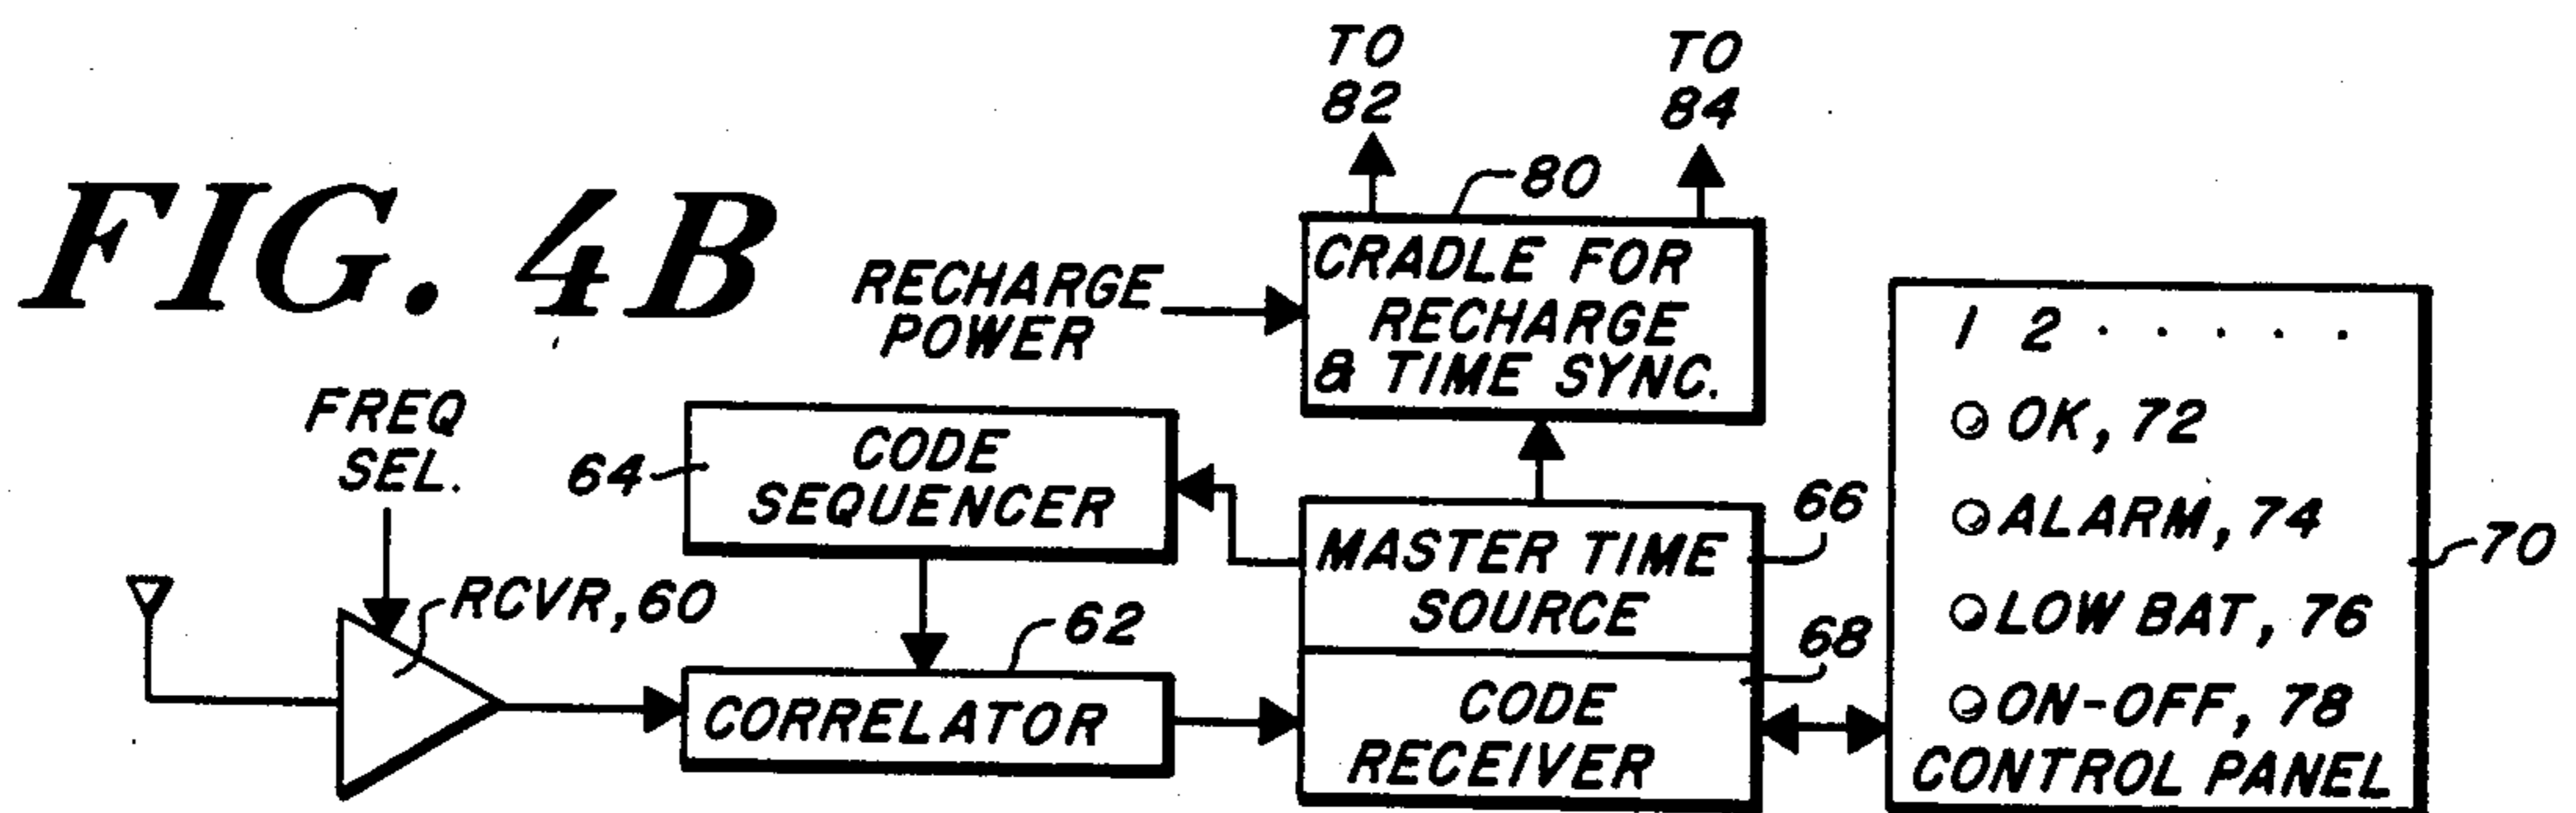 FIG. 4B
TO
82
TO
84
80
RECHARGE
POWER
CRADLE FOR
RECHARGE
& TIME SYNC.
FREQ
SEL.
64
CODE
SEQUENCER
RCVR, 60
62
CORRELATOR
66
MASTER TIME
SOURCE
68
CODE
RECEIVER
1 2 · · · · ·
OK, 72
ALARM, 74
LOW BAT, 76
ON-OFF, 78
CONTROL PANEL
70